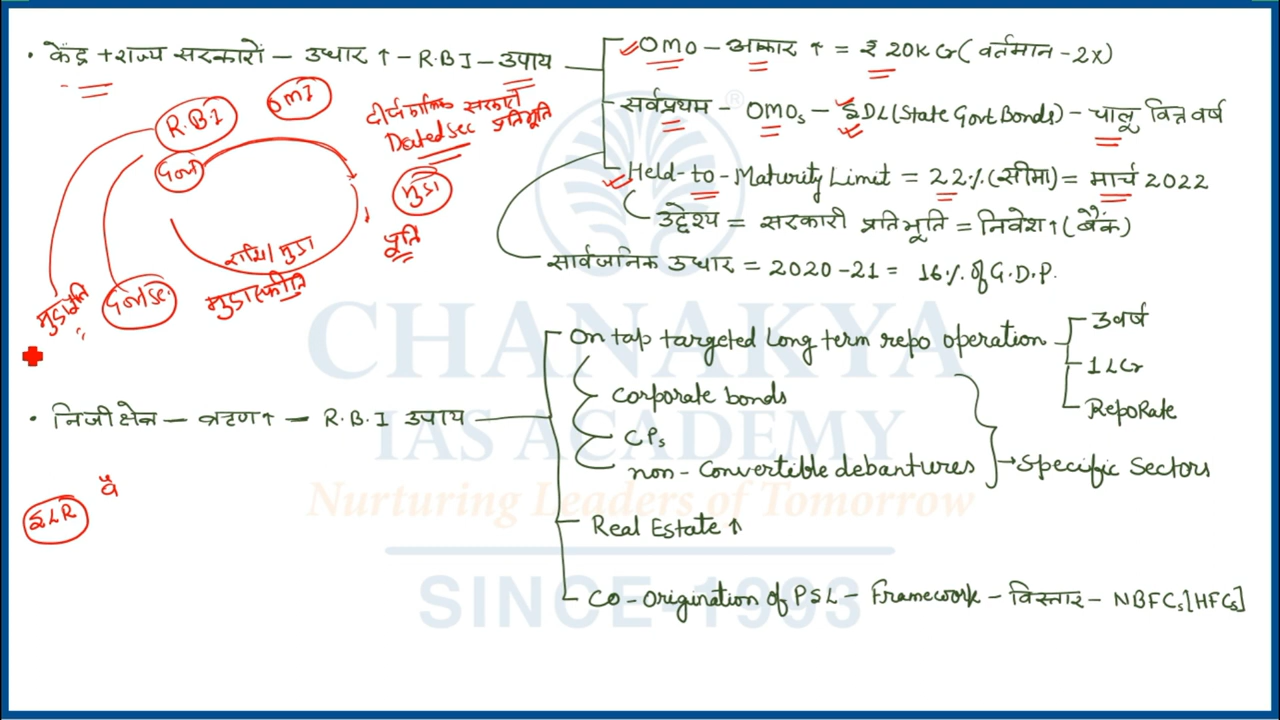 • केंद्र + राज्य सरकारों – उधार ↑ – R.B.I – उपाय
OMO – आकार ↑ = ₹ 20K Cr (वर्तमान - 2x)
सर्वप्रथम – OMOs – SDL (State Govt Bonds) – चालू वित्त वर्ष
Held-to-Maturity Limit = 22% (सीमा) = मार्च 2022
उद्देश्य = सरकारी प्रतिभूति = निवेश ↑ (बैंक)
सार्वजनिक उधार = 2020-21 = 16% of G.D.P.
R.B.I
Govt
दीर्घकालिक सरकारी प्रतिभूति
Dated Sec
मुद्रा
पूर्ति
राशि/मुद्रा
मुद्रास्फीति
Govt Sec.
• निजी क्षेत्र – ऋण ↑ – R.B.I उपाय
On tap targeted long term repo operation
3 वर्ष
1 L Cr
Repo Rate
corporate bonds
CPs
non-convertible debantures
→ Specific Sectors
Real Estate ↑
Co-origination of PSL – Framework – विस्तार – NBFCs [HFCs]
SLR
CHANAKYA
IAS ACADEMY
Nurturing Leaders of Tomorrow
SINCE-1993